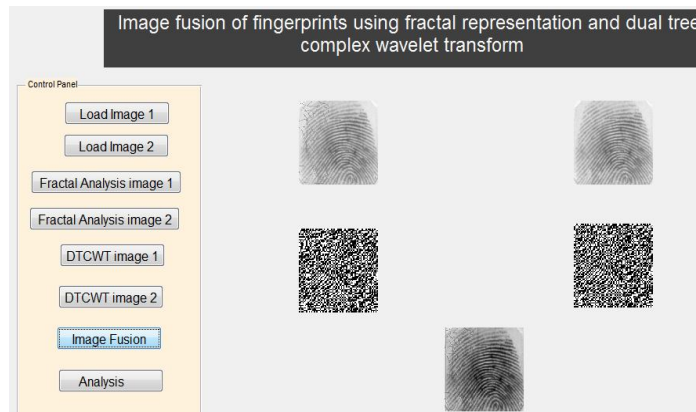 Image fusion of fingerprints using fractal representation and dual tree
complex wavelet transform
Control Panel
Load Image 1
Load Image 2
Fractal Analysis image 1
Fractal Analysis image 2
DTCWT image 1
DTCWT image 2
Image Fusion
Analysis